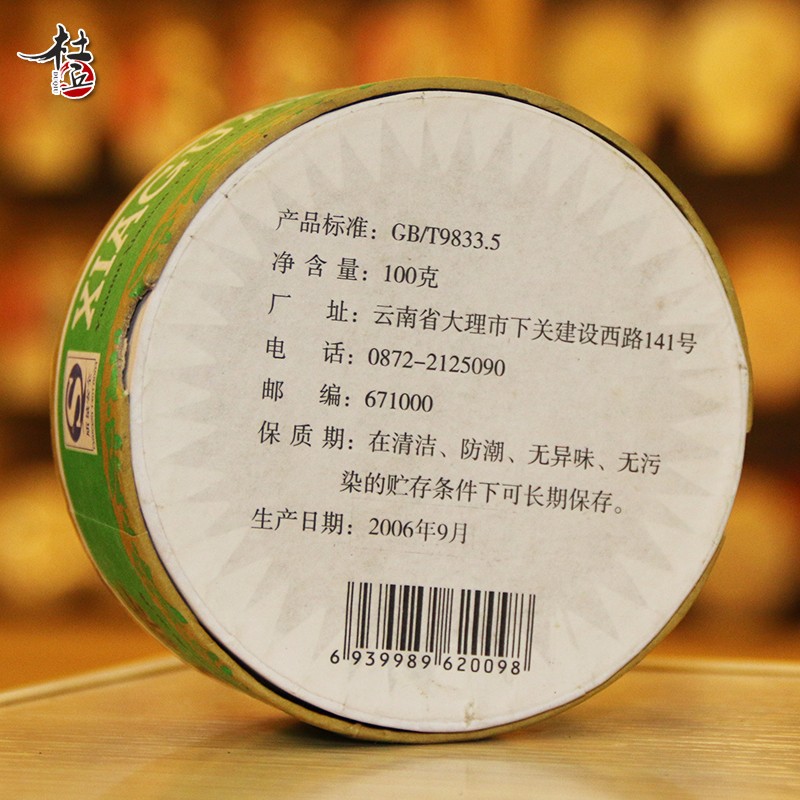 杜
XIAGU
产品标准：GB/T9833.5
净含量：100克
厂址：云南省大理市下关建设西路141号
电话：0872-2125090
邮编：671000
保质期：在清洁、防潮、无异味、无污
染的贮存条件下可长期保存。
生产日期：2006年9月
6939989620098